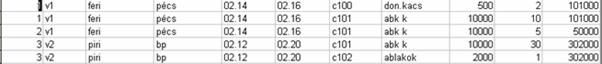 1 v1 feri pécs 02.14 02.16 c100 don.kacs 500 2 101000
1 v1 feri pécs 02.14 02.16 c101 abk k 10000 10 101000
2 v1 feri pécs 02.14 02.16 c101 abk k 10000 5 50000
3 v2 piri bp 02.12 02.20 c101 abk k 10000 30 302000
3 v2 piri bp 02.12 02.20 c102 ablakok 2000 1 302000